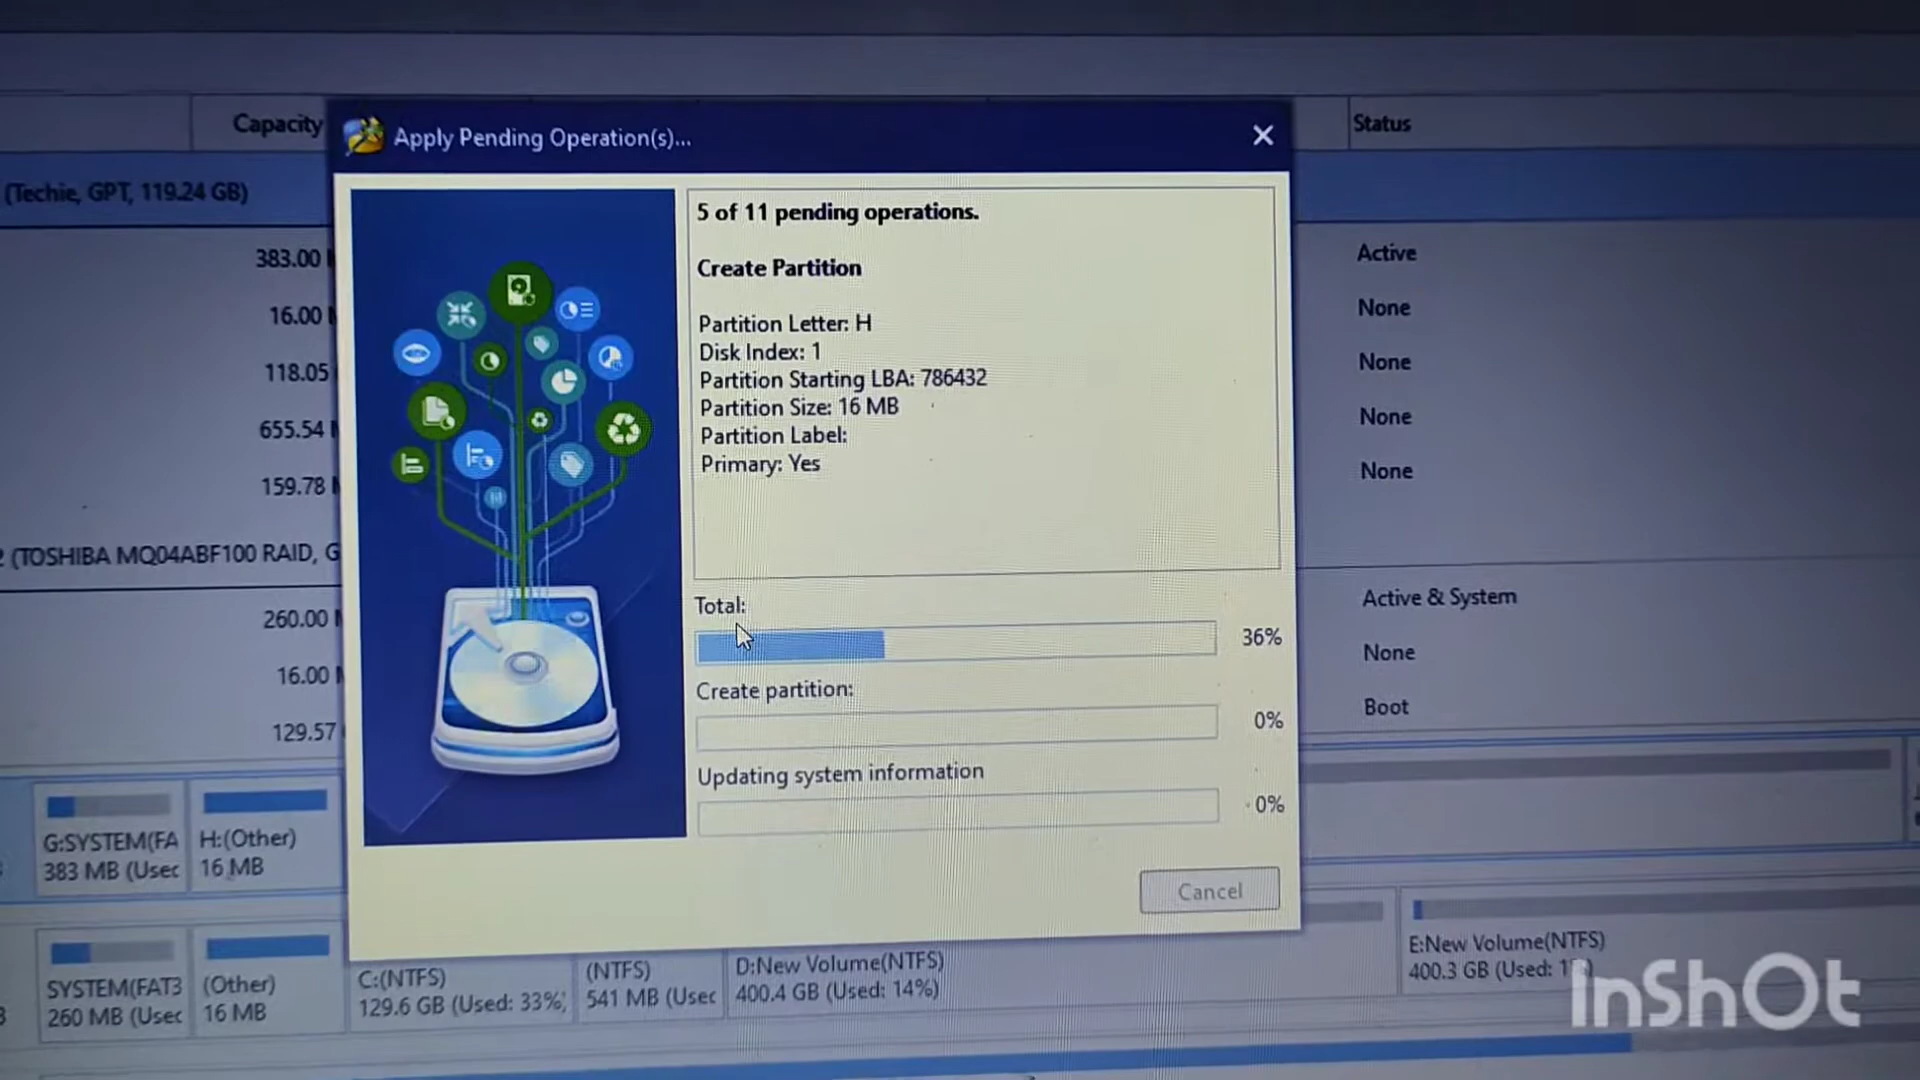 Capacity
Apply Pending Operation(s)...
Status
(Techie, GPT, 119.24 GB)
5 of 11 pending operations.
383.00
Active
Create Partition
16.00
None
Partition Letter: H
Disk Index: 1
118.05
None
Partition Starting LBA: 786432
Partition Size: 16 MB
655.54
None
Partition Label:
Primary: Yes
159.78
None
(TOSHIBA MQ04ABF100 RAID, G
Total:
260.00
Active & System
36%
16.00
None
Create partition:
129.57
Boot
0%
Updating system information
0%
G:SYSTEM(FA
H:(Other)
383 MB (Usec
16 MB
Cancel
SYSTEM(FAT3
(Other)
C:(NTFS)
(NTFS)
D:New Volume(NTFS)
E:New Volume(NTFS)
260 MB (Usec
16 MB
129.6 GB (Used: 33%,
541 MB (Usec
400.4 GB (Used: 14%)
400.3 GB (Used:
InShOt